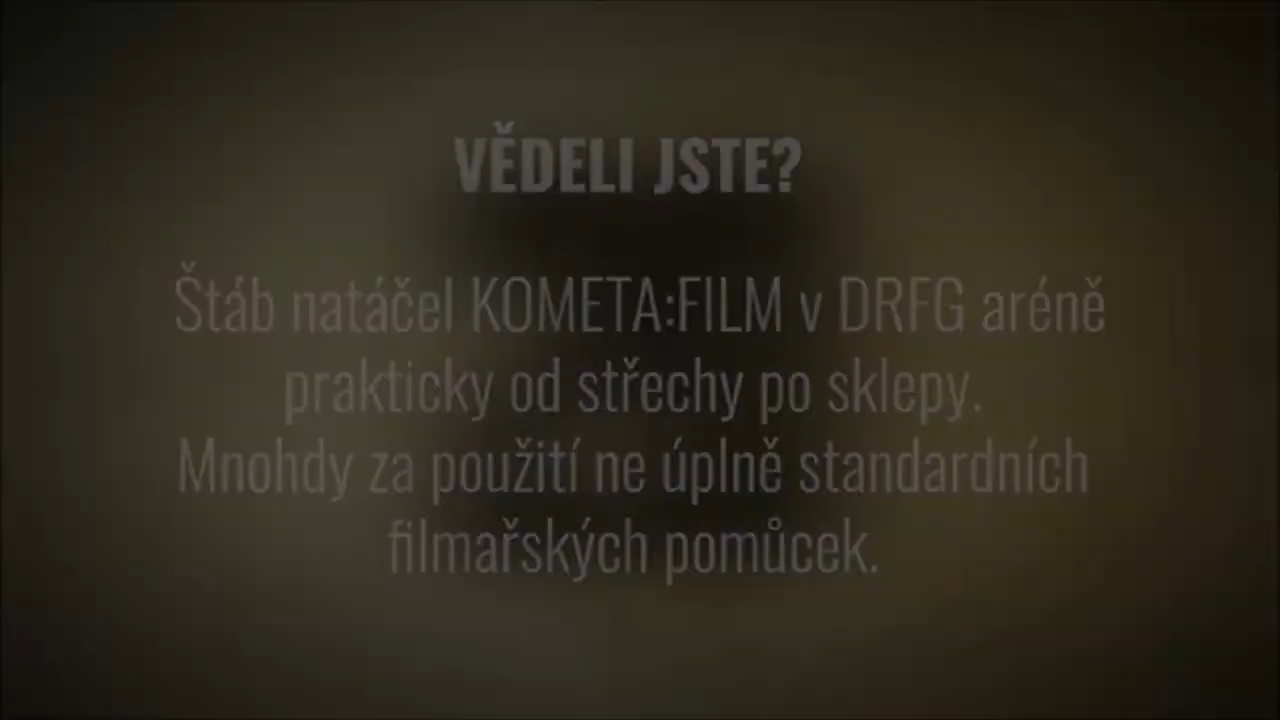 VĚDELI JSTE?
Štáb natáčel KOMETA:FILM v DRFG aréně
prakticky od střechy po sklepy.
Mnohdy za použití ne úplně standardních
filmařských pomůcek.